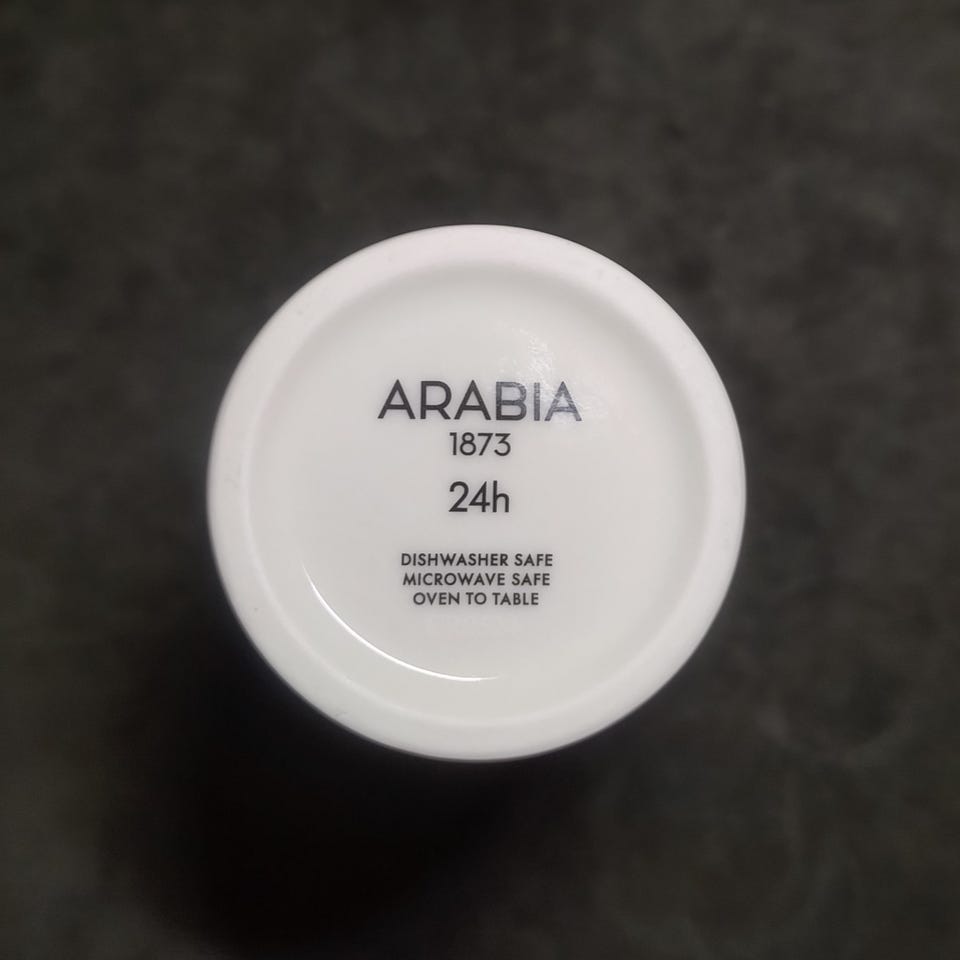 ARABIA
1873
24h
DISHWASHER SAFE
MICROWAVE SAFE
OVEN TO TABLE